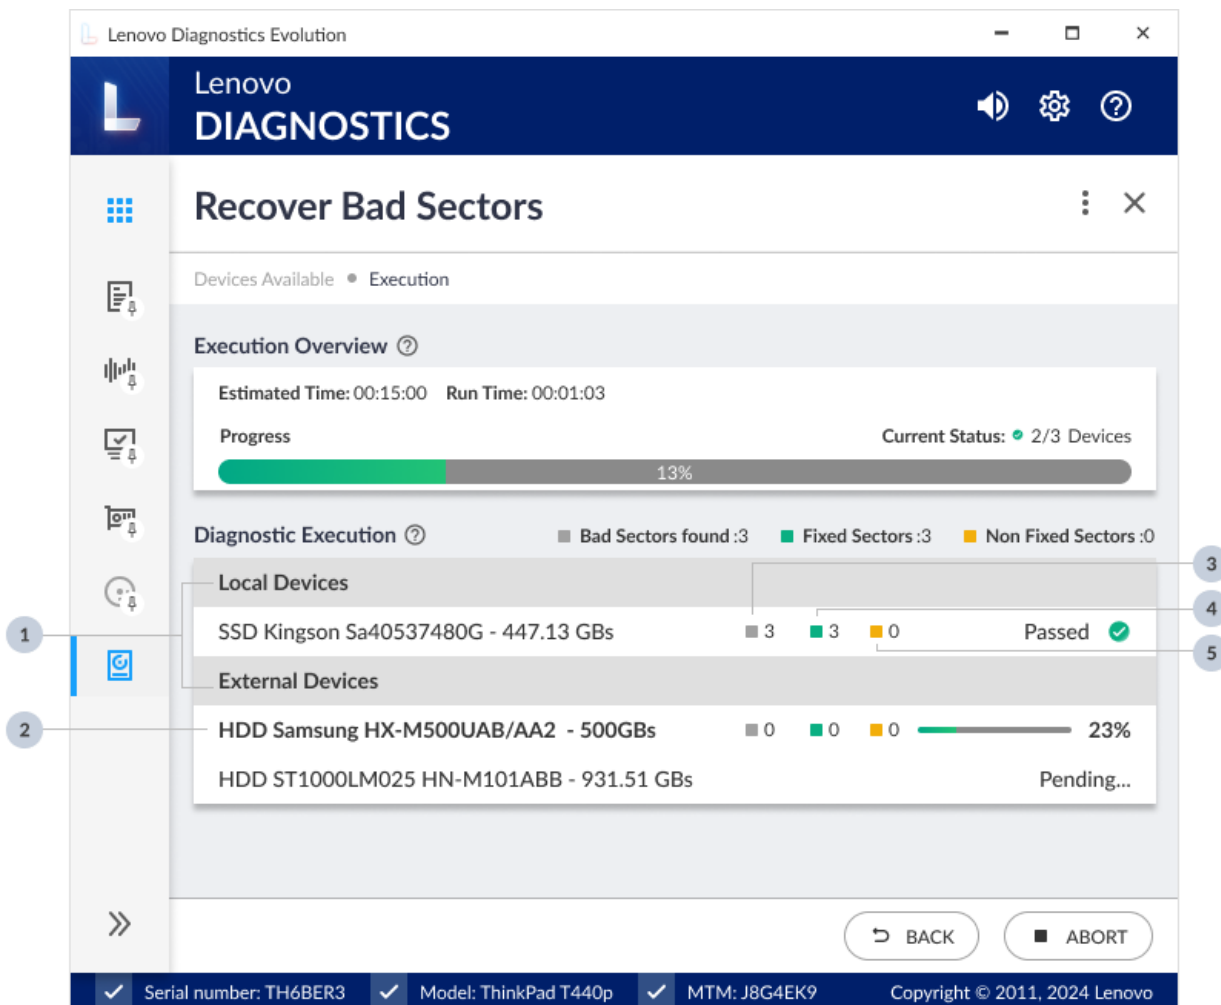 Lenovo Diagnostics Evolution
Lenovo
DIAGNOSTICS
Recover Bad Sectors
Devices Available • Execution
Execution Overview
Estimated Time: 00:15:00 Run Time: 00:01:03
Progress Current Status: 2/3 Devices
13%
Diagnostic Execution Bad Sectors found :3 Fixed Sectors :3 Non Fixed Sectors :0
3
Local Devices
4
1 SSD Kingson Sa40537480G - 447.13 GBs 3 3 0 Passed
5
External Devices
2 HDD Samsung HX-M500UAB/AA2 - 500GBs 0 0 0 23%
HDD ST1000LM025 HN-M101ABB - 931.51 GBs Pending...
BACK ABORT
Serial number: TH6BER3 Model: ThinkPad T440p MTM: J8G4EK9 Copyright © 2011, 2024 Lenovo